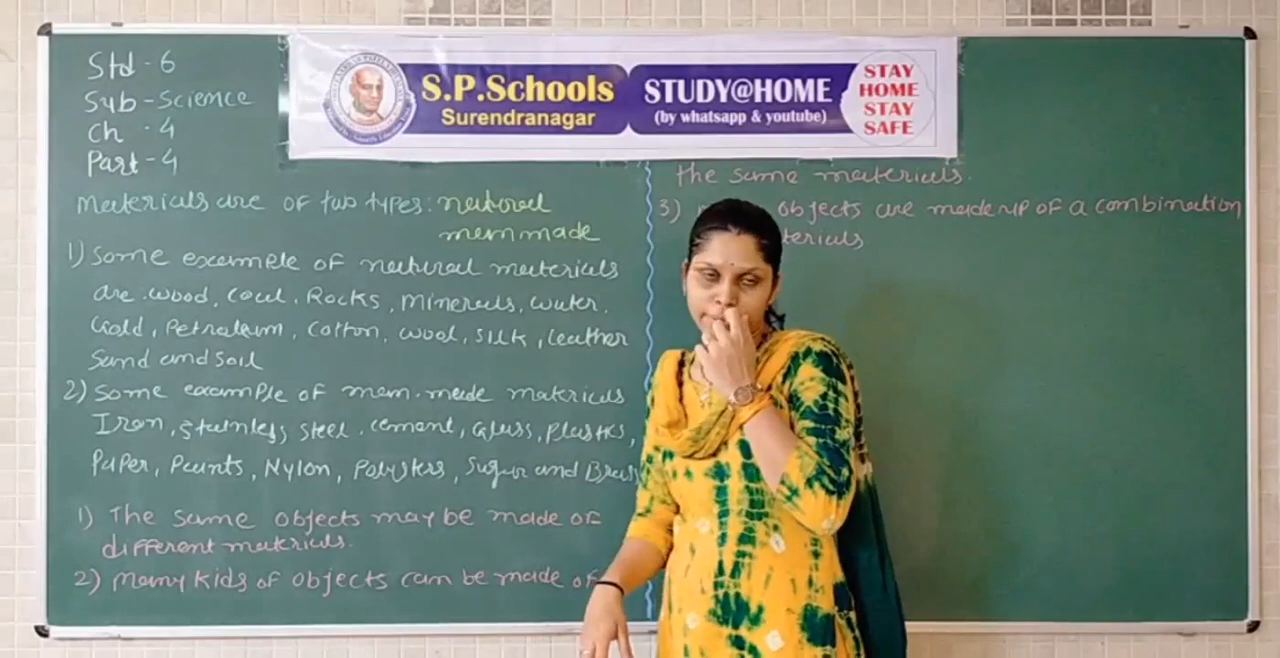 Std - 6
Sub - Science
Ch - 4
Part - 4
S.P.Schools
Surendranagar
STUDY@HOME
(by whatsapp & youtube)
STAY
HOME
STAY
SAFE
Materials are of two types: natural
men made
1) Some example of natural materials
are wood, Coal, Rocks, Minerals, Water,
Gold, Petroleum, Cotton, Wool, Silk, leather
Sand and soil
2) Some example of men-made materials
Iron, stainless steel, cement, Glass, Plastics,
Paper, Paints, Nylon, Polysters, Sugar and Brass
1) The same objects may be made of
different materials.
2) Many kids of objects can be made of
the same materials.
3) objects are made up of a combination